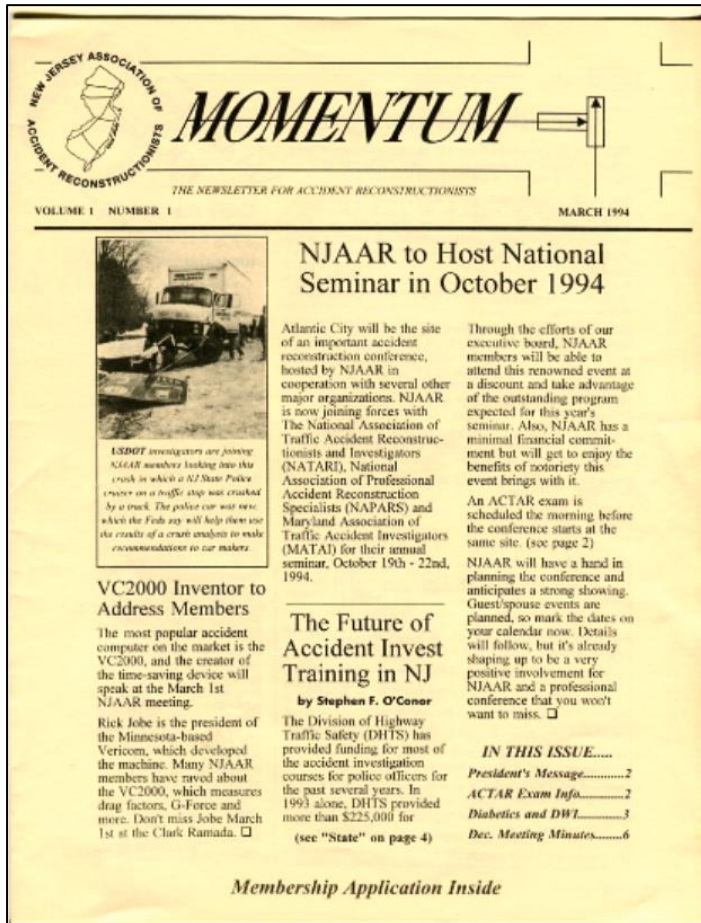 NEW JERSEY ASSOCIATION OF
ACCIDENT RECONSTRUCTIONISTS
MOMENTUM
THE NEWSLETTER FOR ACCIDENT RECONSTRUCTIONISTS
VOLUME 1 NUMBER 1
MARCH 1994
USDOT investigators are joining
NJAAR members looking into this
crash in which a NJ State Police
cruiser on a traffic stop was crushed
by a truck. The police car was new,
which the Feds say will help them use
the results of a crush analysis to make
recommendations to car makers.
VC2000 Inventor to
Address Members
The most popular accident
computer on the market is the
VC2000, and the creator of
the time-saving device will
speak at the March 1st
NJAAR meeting.
Rick Jobe is the president of
the Minnesota-based
Vericom, which developed
the machine. Many NJAAR
members have raved about
the VC2000, which measures
drag factors, G-Force and
more. Don't miss Jobe March
1st at the Clark Ramada. ❑
NJAAR to Host National
Seminar in October 1994
Atlantic City will be the site
of an important accident
reconstruction conference,
hosted by NJAAR in
cooperation with several other
major organizations. NJAAR
is now joining forces with
The National Association of
Traffic Accident Reconstruc-
tionists and Investigators
(NATARI), National
Association of Professional
Accident Reconstruction
Specialists (NAPARS) and
Maryland Association of
Traffic Accident Investigators
(MATAI) for their annual
seminar, October 19th - 22nd,
1994.
Through the efforts of our
executive board, NJAAR
members will be able to
attend this renowned event at
a discount and take advantage
of the outstanding program
expected for this year's
seminar. Also, NJAAR has a
minimal financial commit-
ment but will get to enjoy the
benefits of notoriety this
event brings with it.
An ACTAR exam is
scheduled the morning before
the conference starts at the
same site. (see page 2)
NJAAR will have a hand in
planning the conference and
anticipates a strong showing.
Guest/spouse events are
planned, so mark the dates on
your calendar now. Details
will follow, but it's already
shaping up to be a very
positive involvement for
NJAAR and a professional
conference that you won't
want to miss. ❑
The Future of
Accident Invest
Training in NJ
by Stephen F. O'Conor
The Division of Highway
Traffic Safety (DHTS) has
provided funding for most of
the accident investigation
courses for police officers for
the past several years. In
1993 alone, DHTS provided
more than $225,000 for
(see "State" on page 4)
IN THIS ISSUE.....
President's Message............2
ACTAR Exam Info..............2
Diabetics and DWI..............3
Dec. Meeting Minutes........6
Membership Application Inside